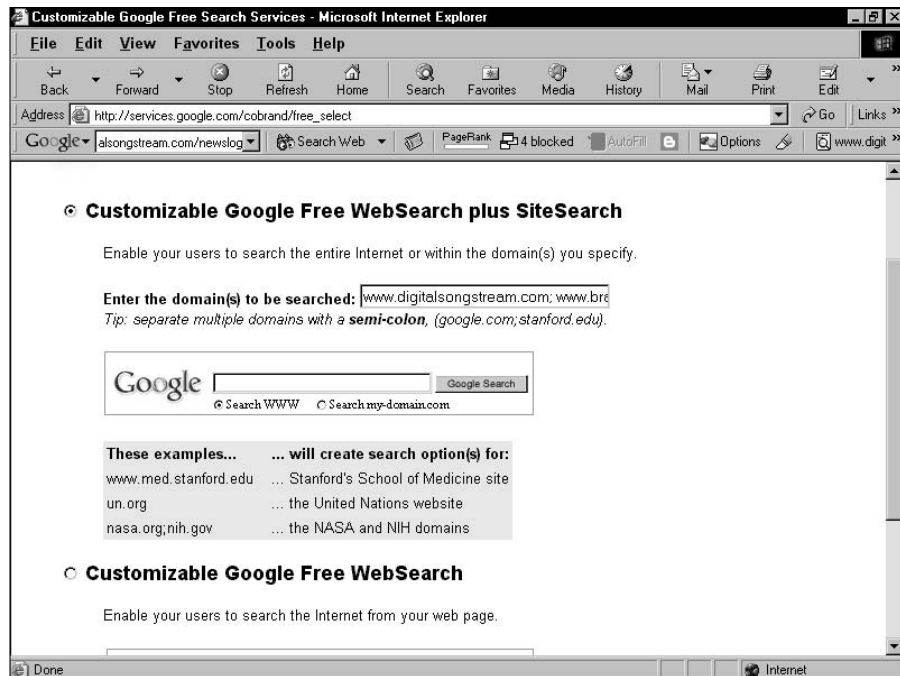 Customizable Google Free Search Services - Microsoft Internet Explorer
File Edit View Favorites Tools Help
Back Forward Stop Refresh Home Search Favorites Media History Mail Print Edit
Address http://services.google.com/cobrand/free_select Go Links »
Google alsongstream.com/newslog Search Web PageRank 4 blocked AutoFill Options www.digit »
Customizable Google Free WebSearch plus SiteSearch
Enable your users to search the entire Internet or within the domain(s) you specify.
Enter the domain(s) to be searched: www.digitalsongstream.com; www.bre
Tip: separate multiple domains with a semi-colon, (google.com;stanford.edu).
Google Google Search
Search WWW Search my-domain.com
These examples... ... will create search option(s) for:
www.med.stanford.edu ... Stanford's School of Medicine site
un.org ... the United Nations website
nasa.org;nih.gov ... the NASA and NIH domains
Customizable Google Free WebSearch
Enable your users to search the Internet from your web page.
Done Internet